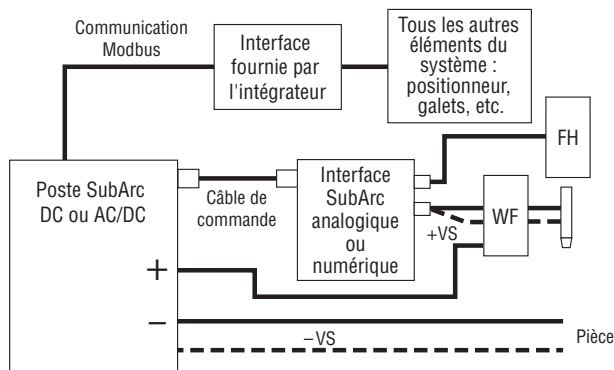 Communication
Modbus
Interface
fournie par
l'intégrateur
Tous les autres
éléments du
système :
positionneur,
galets, etc.
FH
Poste SubArc
DC ou AC/DC
Câble de
commande
Interface
SubArc
analogique
ou
numérique
+VS
WF
+
−
−VS
Pièce